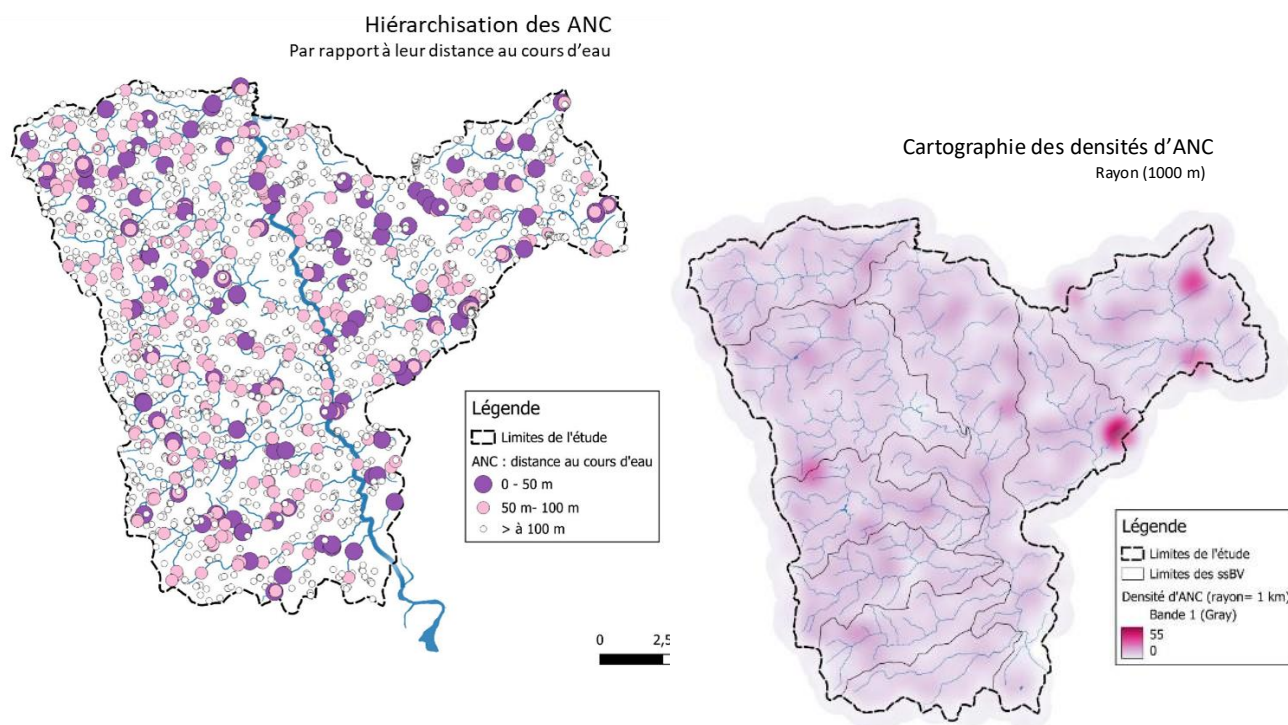 Hiérarchisation des ANC
Par rapport à leur distance au cours d'eau
Légende
Limites de l'étude
ANC : distance au cours d'eau
0 - 50 m
50 m- 100 m
> à 100 m
0 2,5
Cartographie des densités d'ANC
Rayon (1000 m)
Légende
Limites de l'étude
Limites des ssBV
Densité d'ANC (rayon= 1 km)
Bande 1 (Gray)
55
0